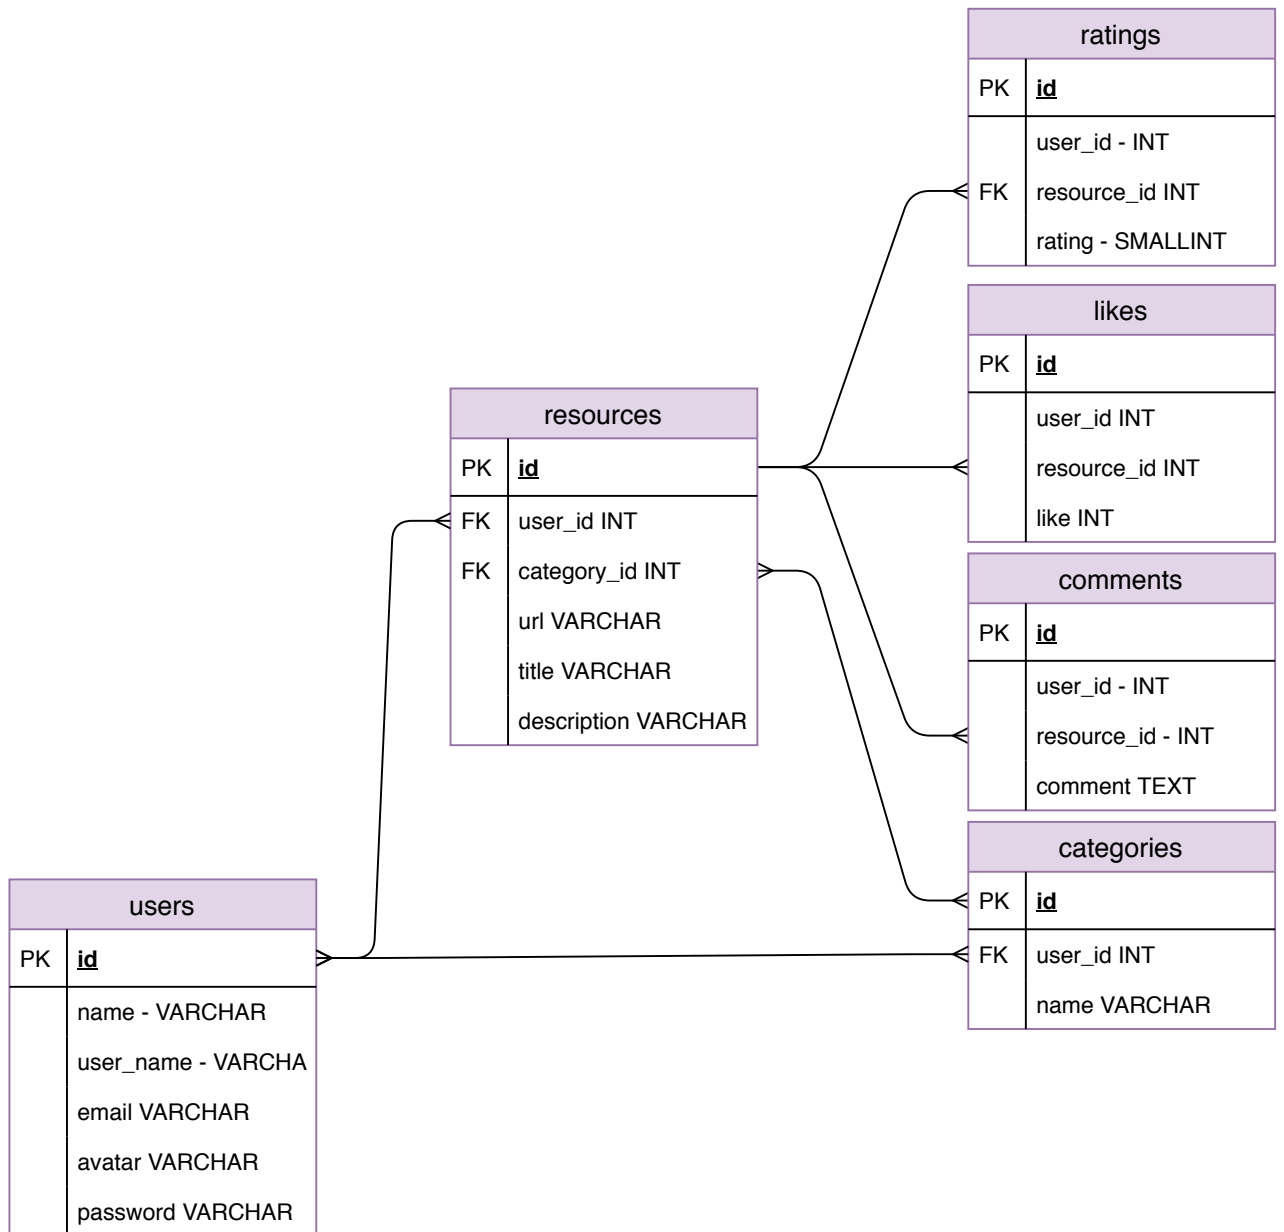 ratings
PK id
user_id - INT
FK resource_id INT
rating - SMALLINT
likes
PK id
user_id INT
resource_id INT
like INT
resources
PK id
FK user_id INT
FK category_id INT
url VARCHAR
title VARCHAR
description VARCHAR
comments
PK id
user_id - INT
resource_id - INT
comment TEXT
categories
PK id
FK user_id INT
name VARCHAR
users
PK id
name - VARCHAR
user_name - VARCHA
email VARCHAR
avatar VARCHAR
password VARCHAR